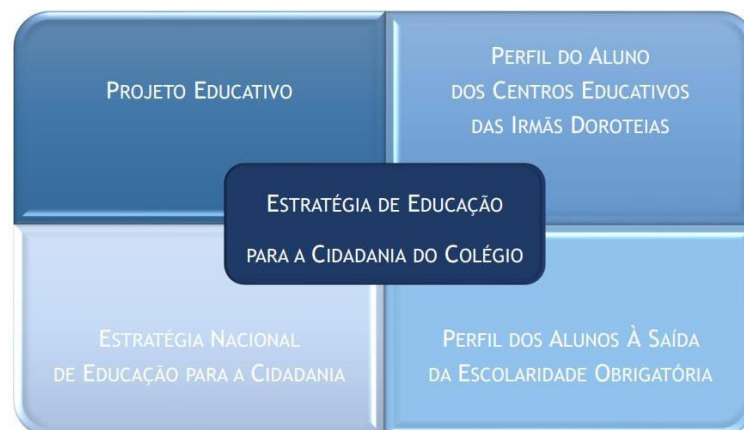 PROJETO EDUCATIVO
PERFIL DO ALUNO
DOS CENTROS EDUCATIVOS
DAS IRMÃS DOROTEIAS
ESTRATÉGIA DE EDUCAÇÃO
PARA A CIDADANIA DO COLÉGIO
ESTRATÉGIA NACIONAL
DE EDUCAÇÃO PARA A CIDADANIA
PERFIL DOS ALUNOS À SAÍDA
DA ESCOLARIDADE OBRIGATÓRIA